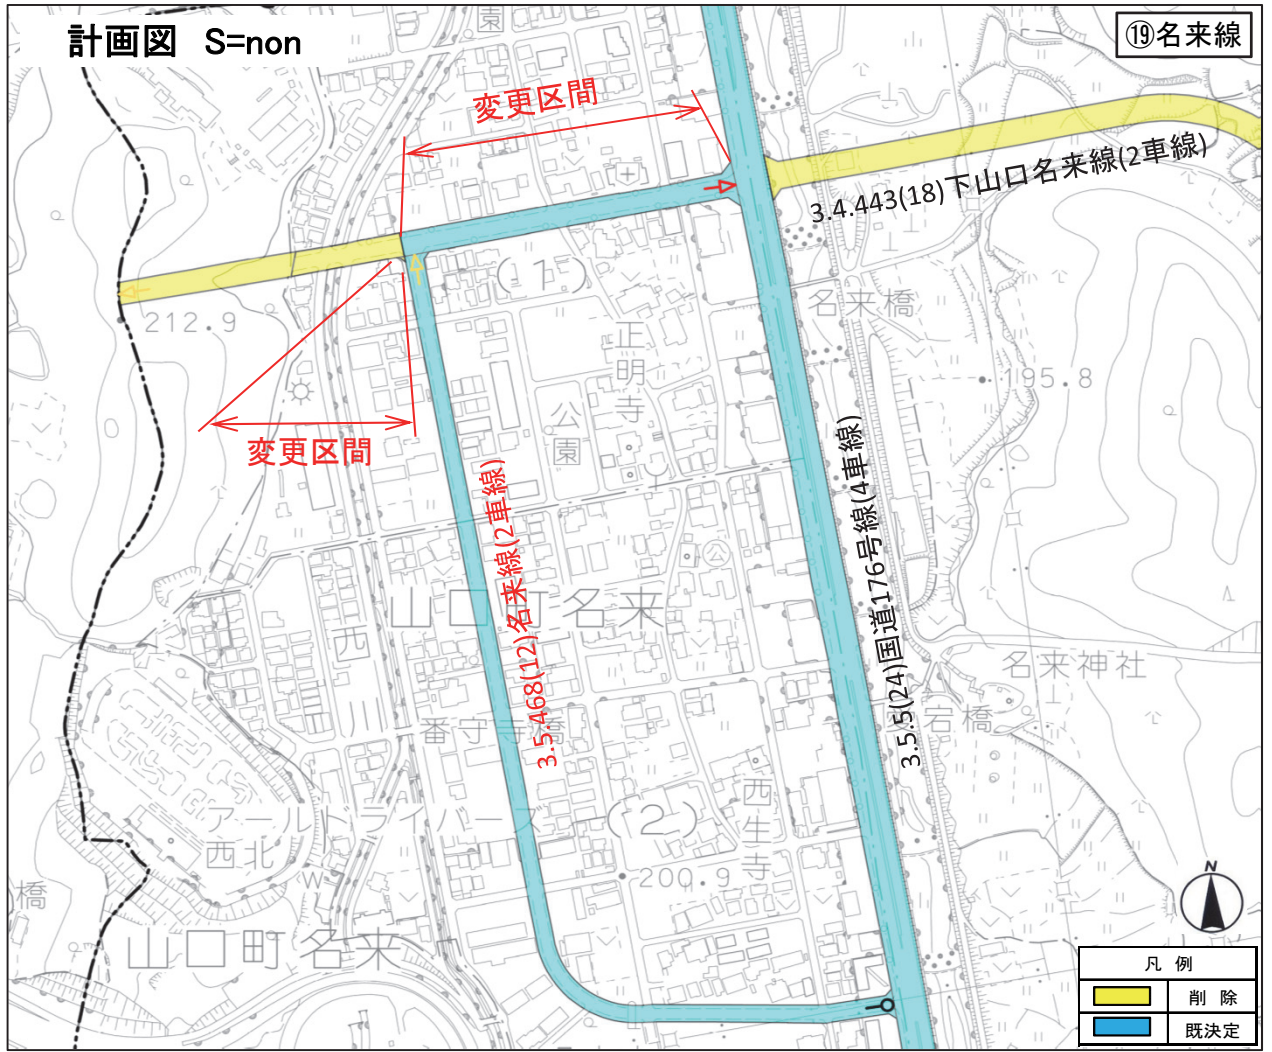 計画図 S=non
⑲名来線
園
変更区間
3.4.443(18)下山口名来線(2車線)
(1)
212.9
名来橋
正明寺
195.8
公園
変更区間
3.5.468(12)名来線(2車線)
3.5.5(24)国道176号線(4車線)
公
山口町名来
西
川
名来神社
番守寺橋
宕橋
アールドライバーズ
西北
(2)
西生寺
200.9
W
橋
山口町名来
N
凡 例
削 除
既決定